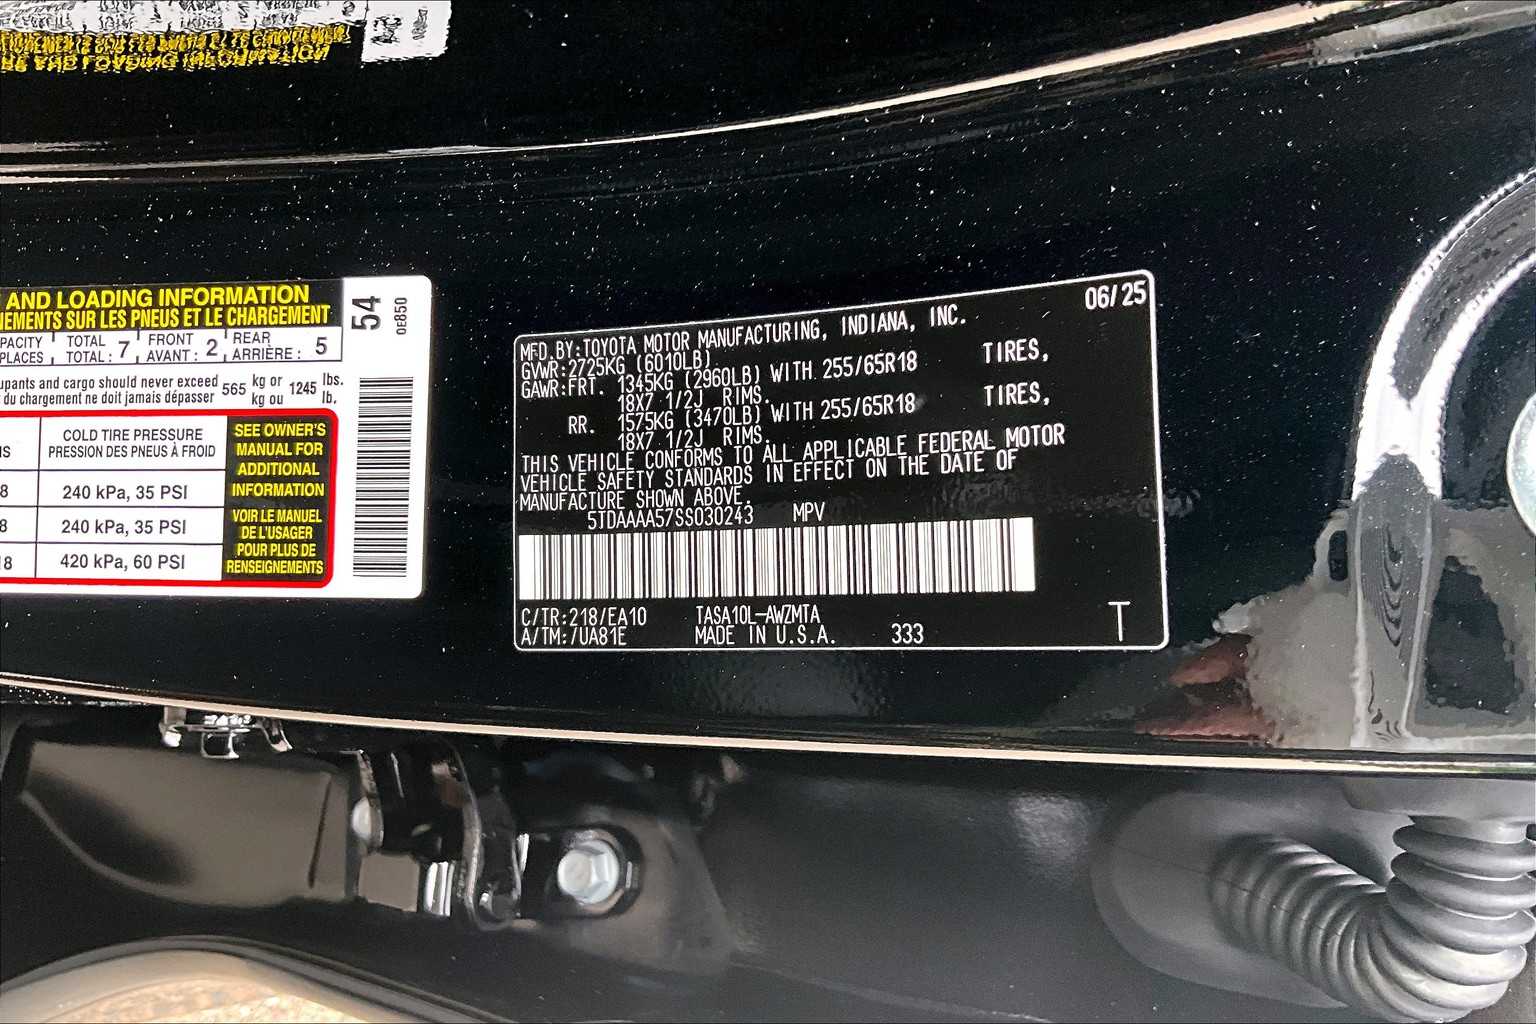 AND LOADING INFORMATION
NEMENTS SUR LES PNEUS ET LE CHARGEMENT
54
0E850
PACITY TOTAL FRONT REAR
PLACES TOTAL : 7 AVANT : 2 ARRIÈRE : 5
upants and cargo should never exceed 565 kg or 1245 lbs.
du chargement ne doit jamais dépasser kg ou lb.
COLD TIRE PRESSURE
PRESSION DES PNEUS À FROID
8 240 kPa, 35 PSI
8 240 kPa, 35 PSI
18 420 kPa, 60 PSI
SEE OWNER'S
MANUAL FOR
ADDITIONAL
INFORMATION
VOIR LE MANUEL
DE L'USAGER
POUR PLUS DE
RENSEIGNEMENTS
06/25
MFD.BY:TOYOTA MOTOR MANUFACTURING, INDIANA, INC.
GVWR:2725KG (6010LB)
GAWR:FRT. 1345KG (2960LB) WITH 255/65R18 TIRES,
18X7 1/2J RIMS.
RR. 1575KG (3470LB) WITH 255/65R18 TIRES,
18X7 1/2J RIMS.
THIS VEHICLE CONFORMS TO ALL APPLICABLE FEDERAL MOTOR
VEHICLE SAFETY STANDARDS IN EFFECT ON THE DATE OF
MANUFACTURE SHOWN ABOVE.
5TDAAAA57SS030243 MPV
C/TR:218/EA10 TASA10L-AWZMTA
A/TM:7UA81E MADE IN U.S.A. 333
T